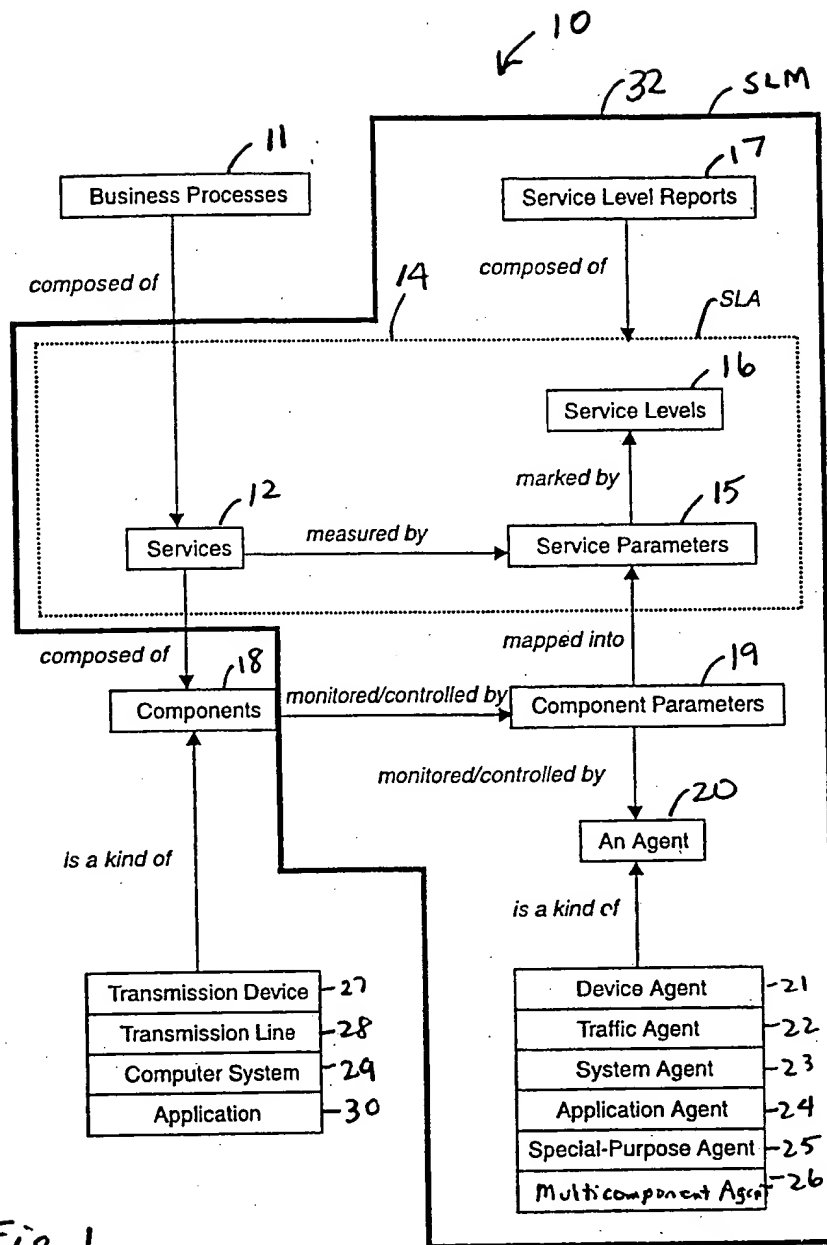 10
32 SLM
11
17
Business Processes
Service Level Reports
composed of
composed of
14
SLA
16
Service Levels
marked by
12
15
Services
measured by
Service Parameters
composed of
mapped into
18
19
Components
monitored/controlled by
Component Parameters
monitored/controlled by
20
An Agent
is a kind of
is a kind of
Transmission Device 27
Transmission Line 28
Computer System 29
Application 30
Device Agent 21
Traffic Agent 22
System Agent 23
Application Agent 24
Special-Purpose Agent 25
Multicomponent Agent 26
Fig. 1